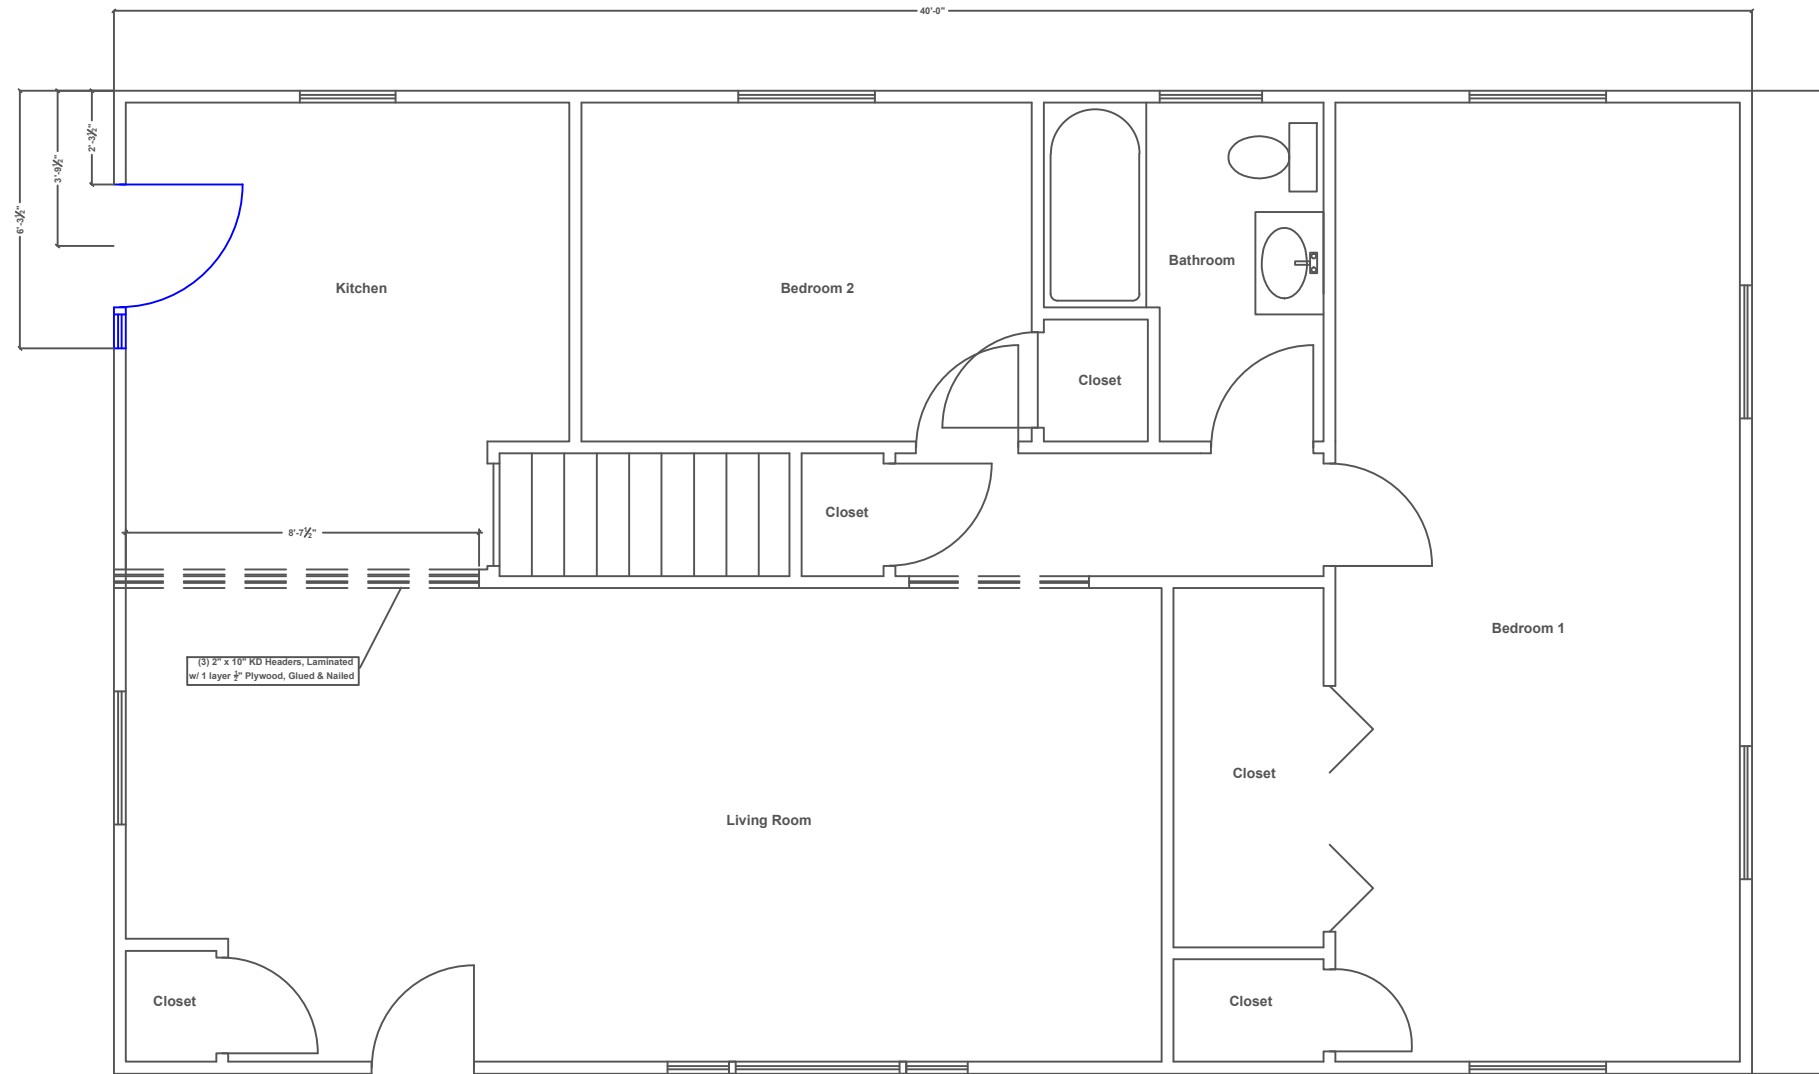 40'-0"
2'-3½"
3'-9½"
6'-3½"
Kitchen
Bedroom 2
Bathroom
Closet
Closet
8'-7½"
Bedroom 1
(3) 2" x 10" KD Headers, Laminated
w/ 1 layer ½" Plywood, Glued & Nailed
Closet
Living Room
Closet
Closet